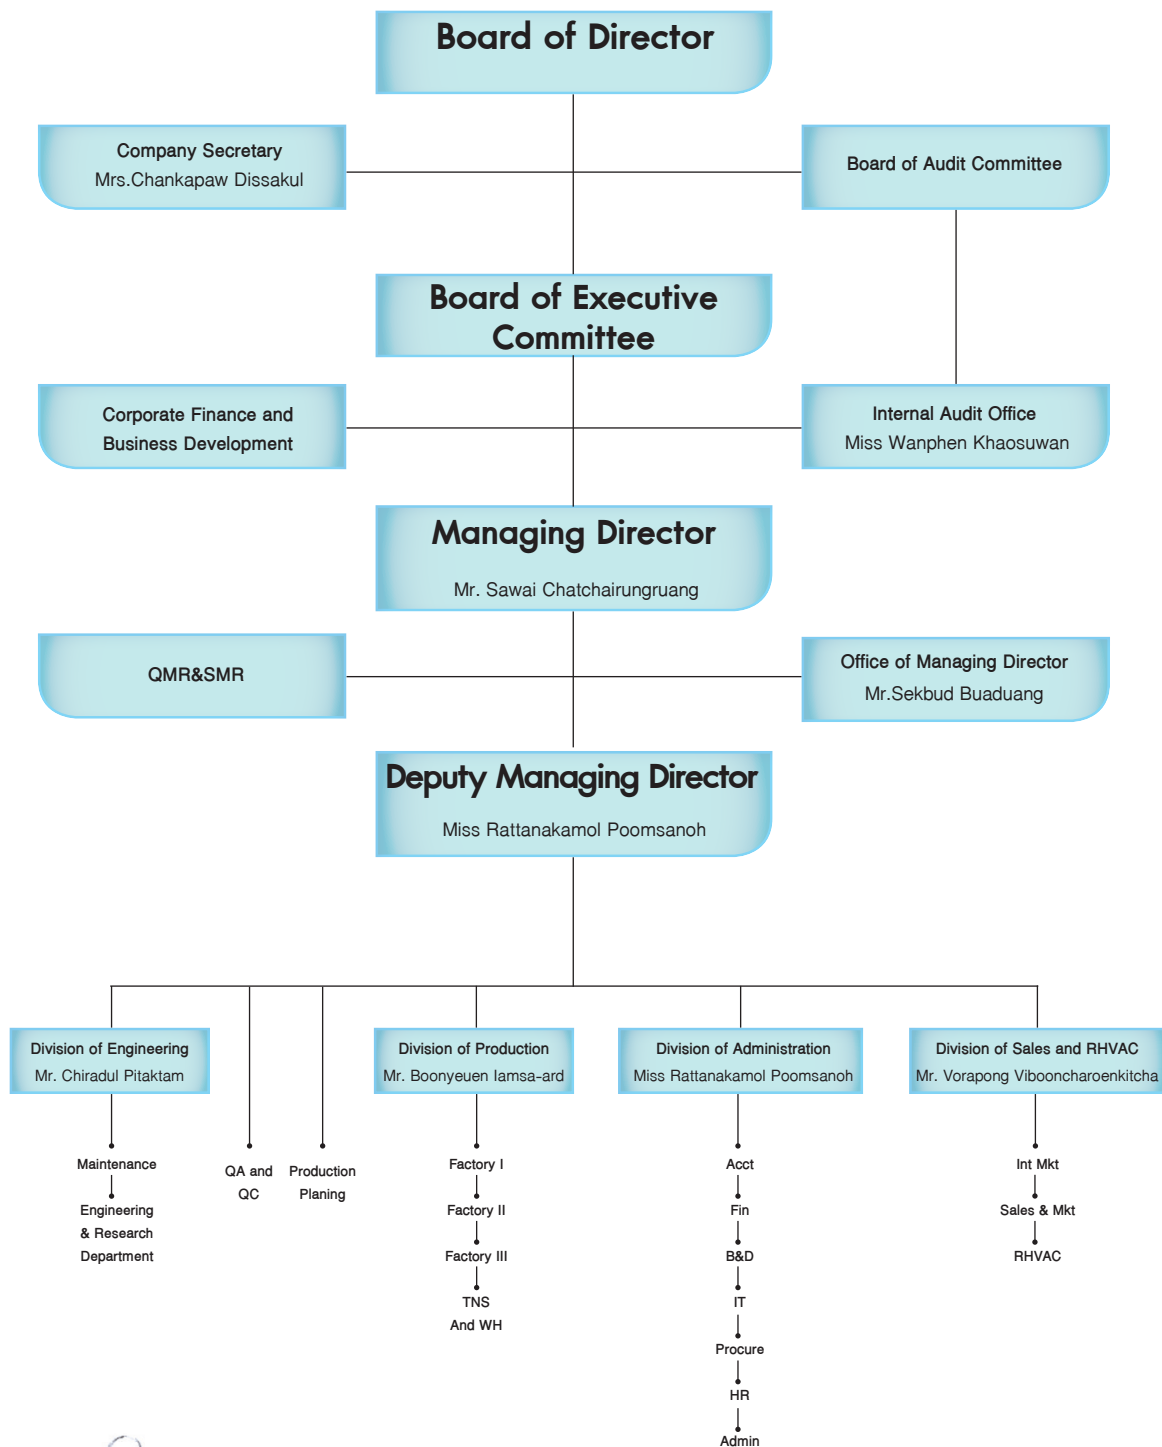 Board of Director
Company Secretary
Mrs.Chankapaw Dissakul
Board of Audit Committee
Board of Executive
Committee
Corporate Finance and
Business Development
Internal Audit Office
Miss Wanphen Khaosuwan
Managing Director
Mr. Sawai Chatchairungruang
QMR&SMR
Office of Managing Director
Mr.Sekbud Buaduang
Deputy Managing Director
Miss Rattanakamol Poomsanoh
Division of Engineering
Mr. Chiradul Pitaktam
Maintenance
Engineering
& Research
Department
QA and
QC
Production
Planing
Division of Production
Mr. Boonyeuen Iamsa-ard
Factory I
Factory II
Factory III
TNS
And WH
Division of Administration
Miss Rattanakamol Poomsanoh
Acct
Fin
B&D
IT
Procure
HR
Admin
Division of Sales and RHVAC
Mr. Vorapong Vibooncharoenkitcha
Int Mkt
Sales & Mkt
RHVAC